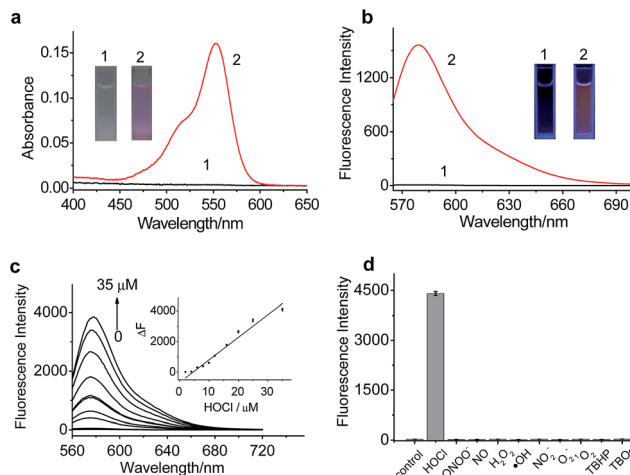 a
1 2
2
1
0.15
0.10
0.05
0.00
Absorbance
400 450 500 550 600 650
Wavelength/nm
b
2
1 2
1
1200
600
0
Fluorescence Intensity
570 600 630 660 690
Wavelength/nm
c
35 μM
0
4000
2000
0
Fluorescence Intensity
560 600 640 680 720
Wavelength/nm
4000
2000
0
ΔF
0 10 20 30
HOCl / μM
d
4500
3000
1500
0
Fluorescence Intensity
control HOCl ONOO⁻ NO H₂O₂ •OH NO₂⁻ O₂⁻ ¹O₂ TBHP TBO